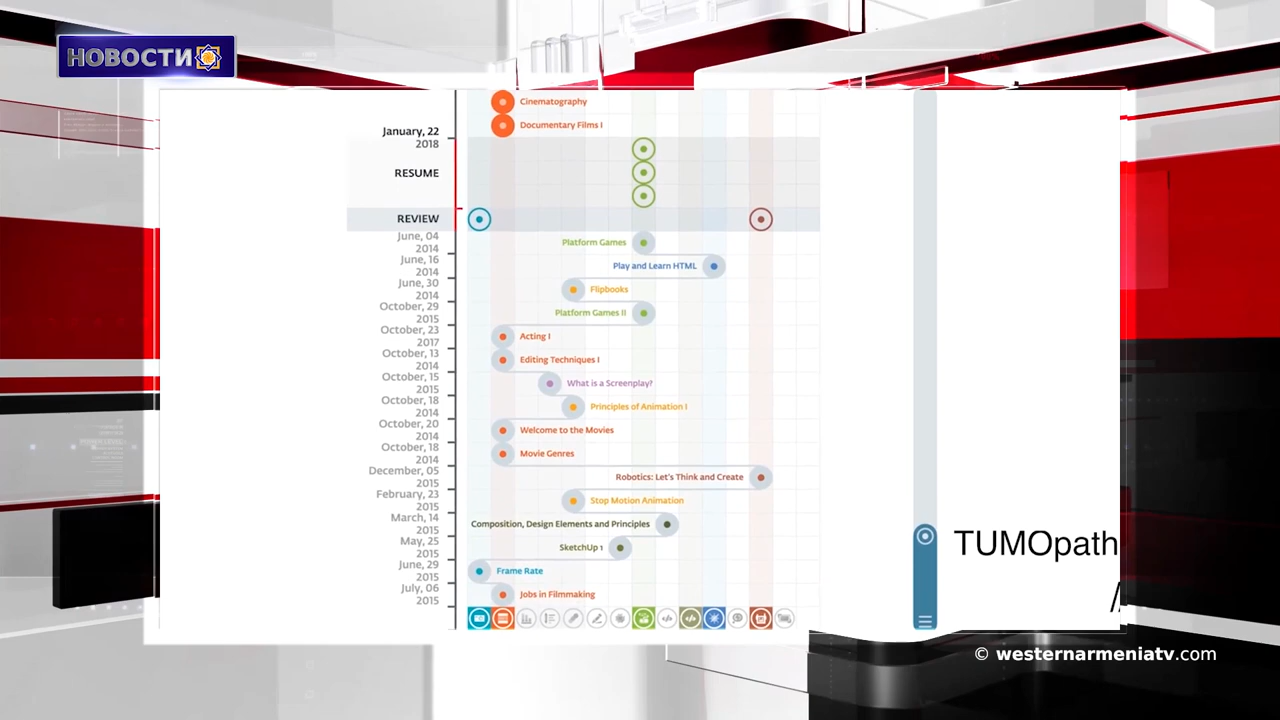 НОВОСТИ
Cinematography
Documentary Films I
January, 22
2018
RESUME
REVIEW
June, 04
2014
Platform Games
June, 16
2014
Play and Learn HTML
June, 30
2014
Flipbooks
October, 29
2015
Platform Games II
October, 23
2017
Acting I
October, 13
2014
Editing Techniques I
October, 15
2015
What is a Screenplay?
October, 18
2014
Principles of Animation I
October, 20
2014
Welcome to the Movies
October, 18
2014
Movie Genres
December, 05
2015
Robotics: Let's Think and Create
February, 23
2015
Stop Motion Animation
March, 14
2015
Composition, Design Elements and Principles
May, 25
2015
SketchUp 1
June, 29
2015
Frame Rate
July, 06
2015
Jobs in Filmmaking
TUMOpath
© westernarmeniatv.com